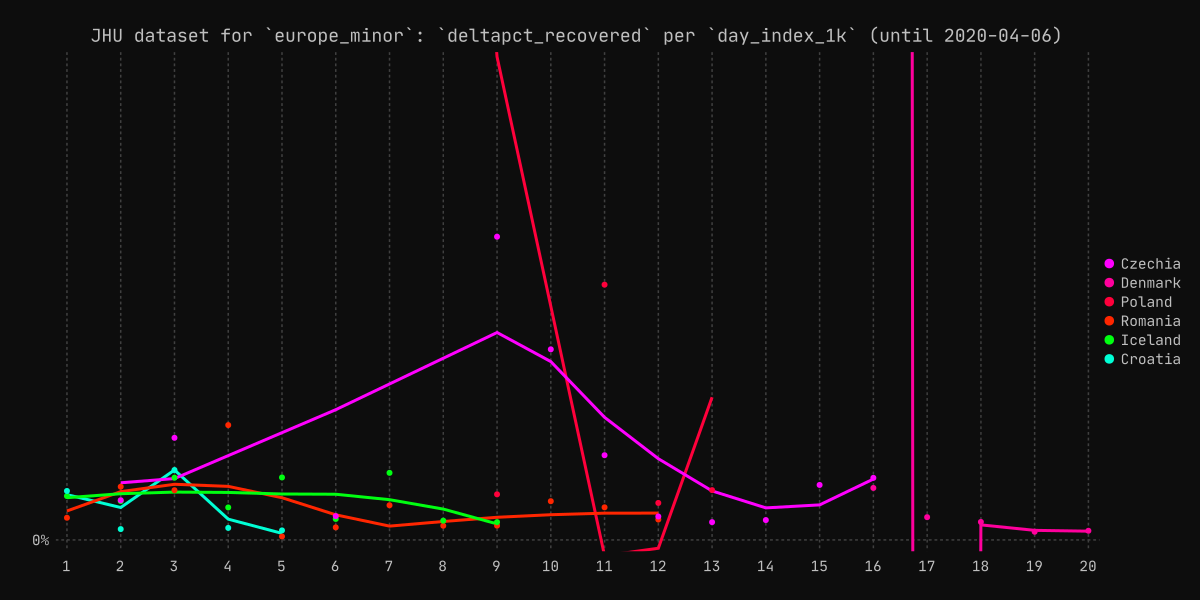 JHU dataset for `europe_minor`: `deltapct_recovered` per `day_index_1k` (until 2020-04-06)
Czechia
Denmark
Poland
Romania
Iceland
Croatia
0%
1 2 3 4 5 6 7 8 9 10 11 12 13 14 15 16 17 18 19 20